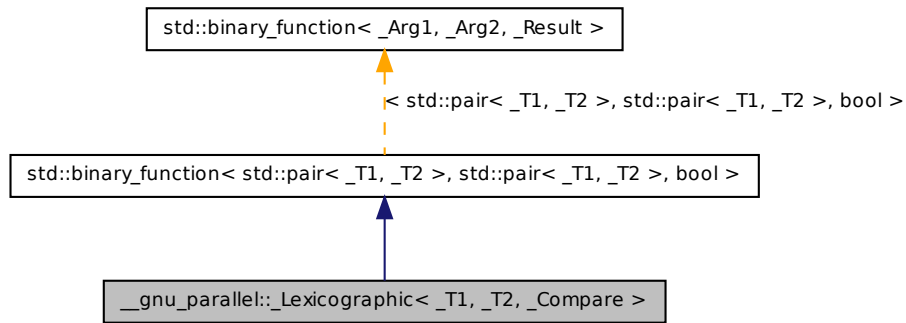 std::binary_function< _Arg1, _Arg2, _Result >
< std::pair< _T1, _T2 >, std::pair< _T1, _T2 >, bool >
std::binary_function< std::pair< _T1, _T2 >, std::pair< _T1, _T2 >, bool >
__gnu_parallel::_Lexicographic< _T1, _T2, _Compare >